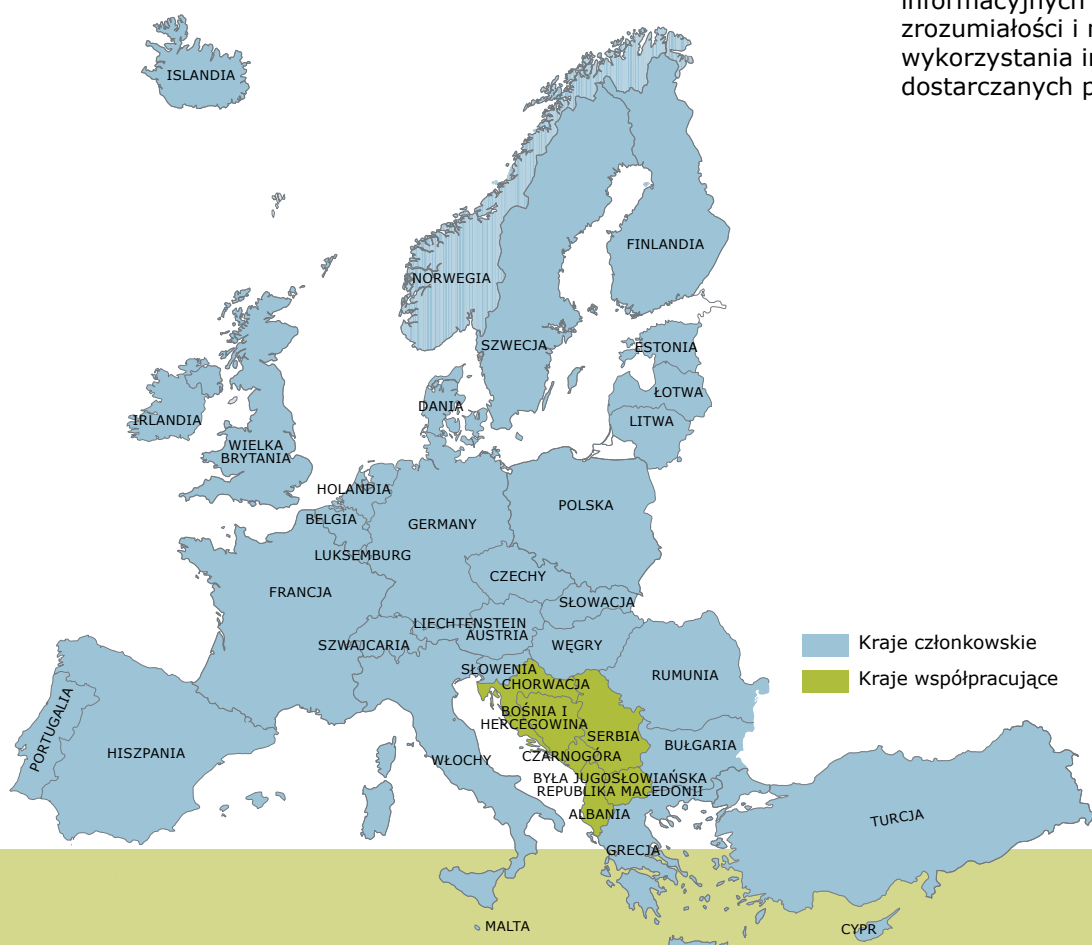 informacyjnych
zrozumiałości i
wykorzystania
dostarczanych
ISLANDIA
FINLANDIA
NORWEGIA
SZWECJA
ESTONIA
ŁOTWA
DANIA
IRLANDIA
LITWA
WIELKA
BRYTANIA
HOLANDIA
POLSKA
BELGIA
GERMANY
LUKSEMBURG
CZECHY
FRANCJA
SŁOWACJA
LIECHTENSTEIN
AUSTRIA
SZWAJCARIA
WĘGRY
Kraje członkowskie
SŁOWENIA
RUMUNIA
Kraje współpracujące
CHORWACJA
BOŚNIA I
HERCEGOWINA
PORTUGALIA
SERBIA
BUŁGARIA
HISZPANIA
CZARNOGÓRA
WŁOCHY
BYŁA JUGOSŁOWIAŃSKA
REPUBLIKA MACEDONII
ALBANIA
TURCJA
GRECJA
MALTA
CYPR